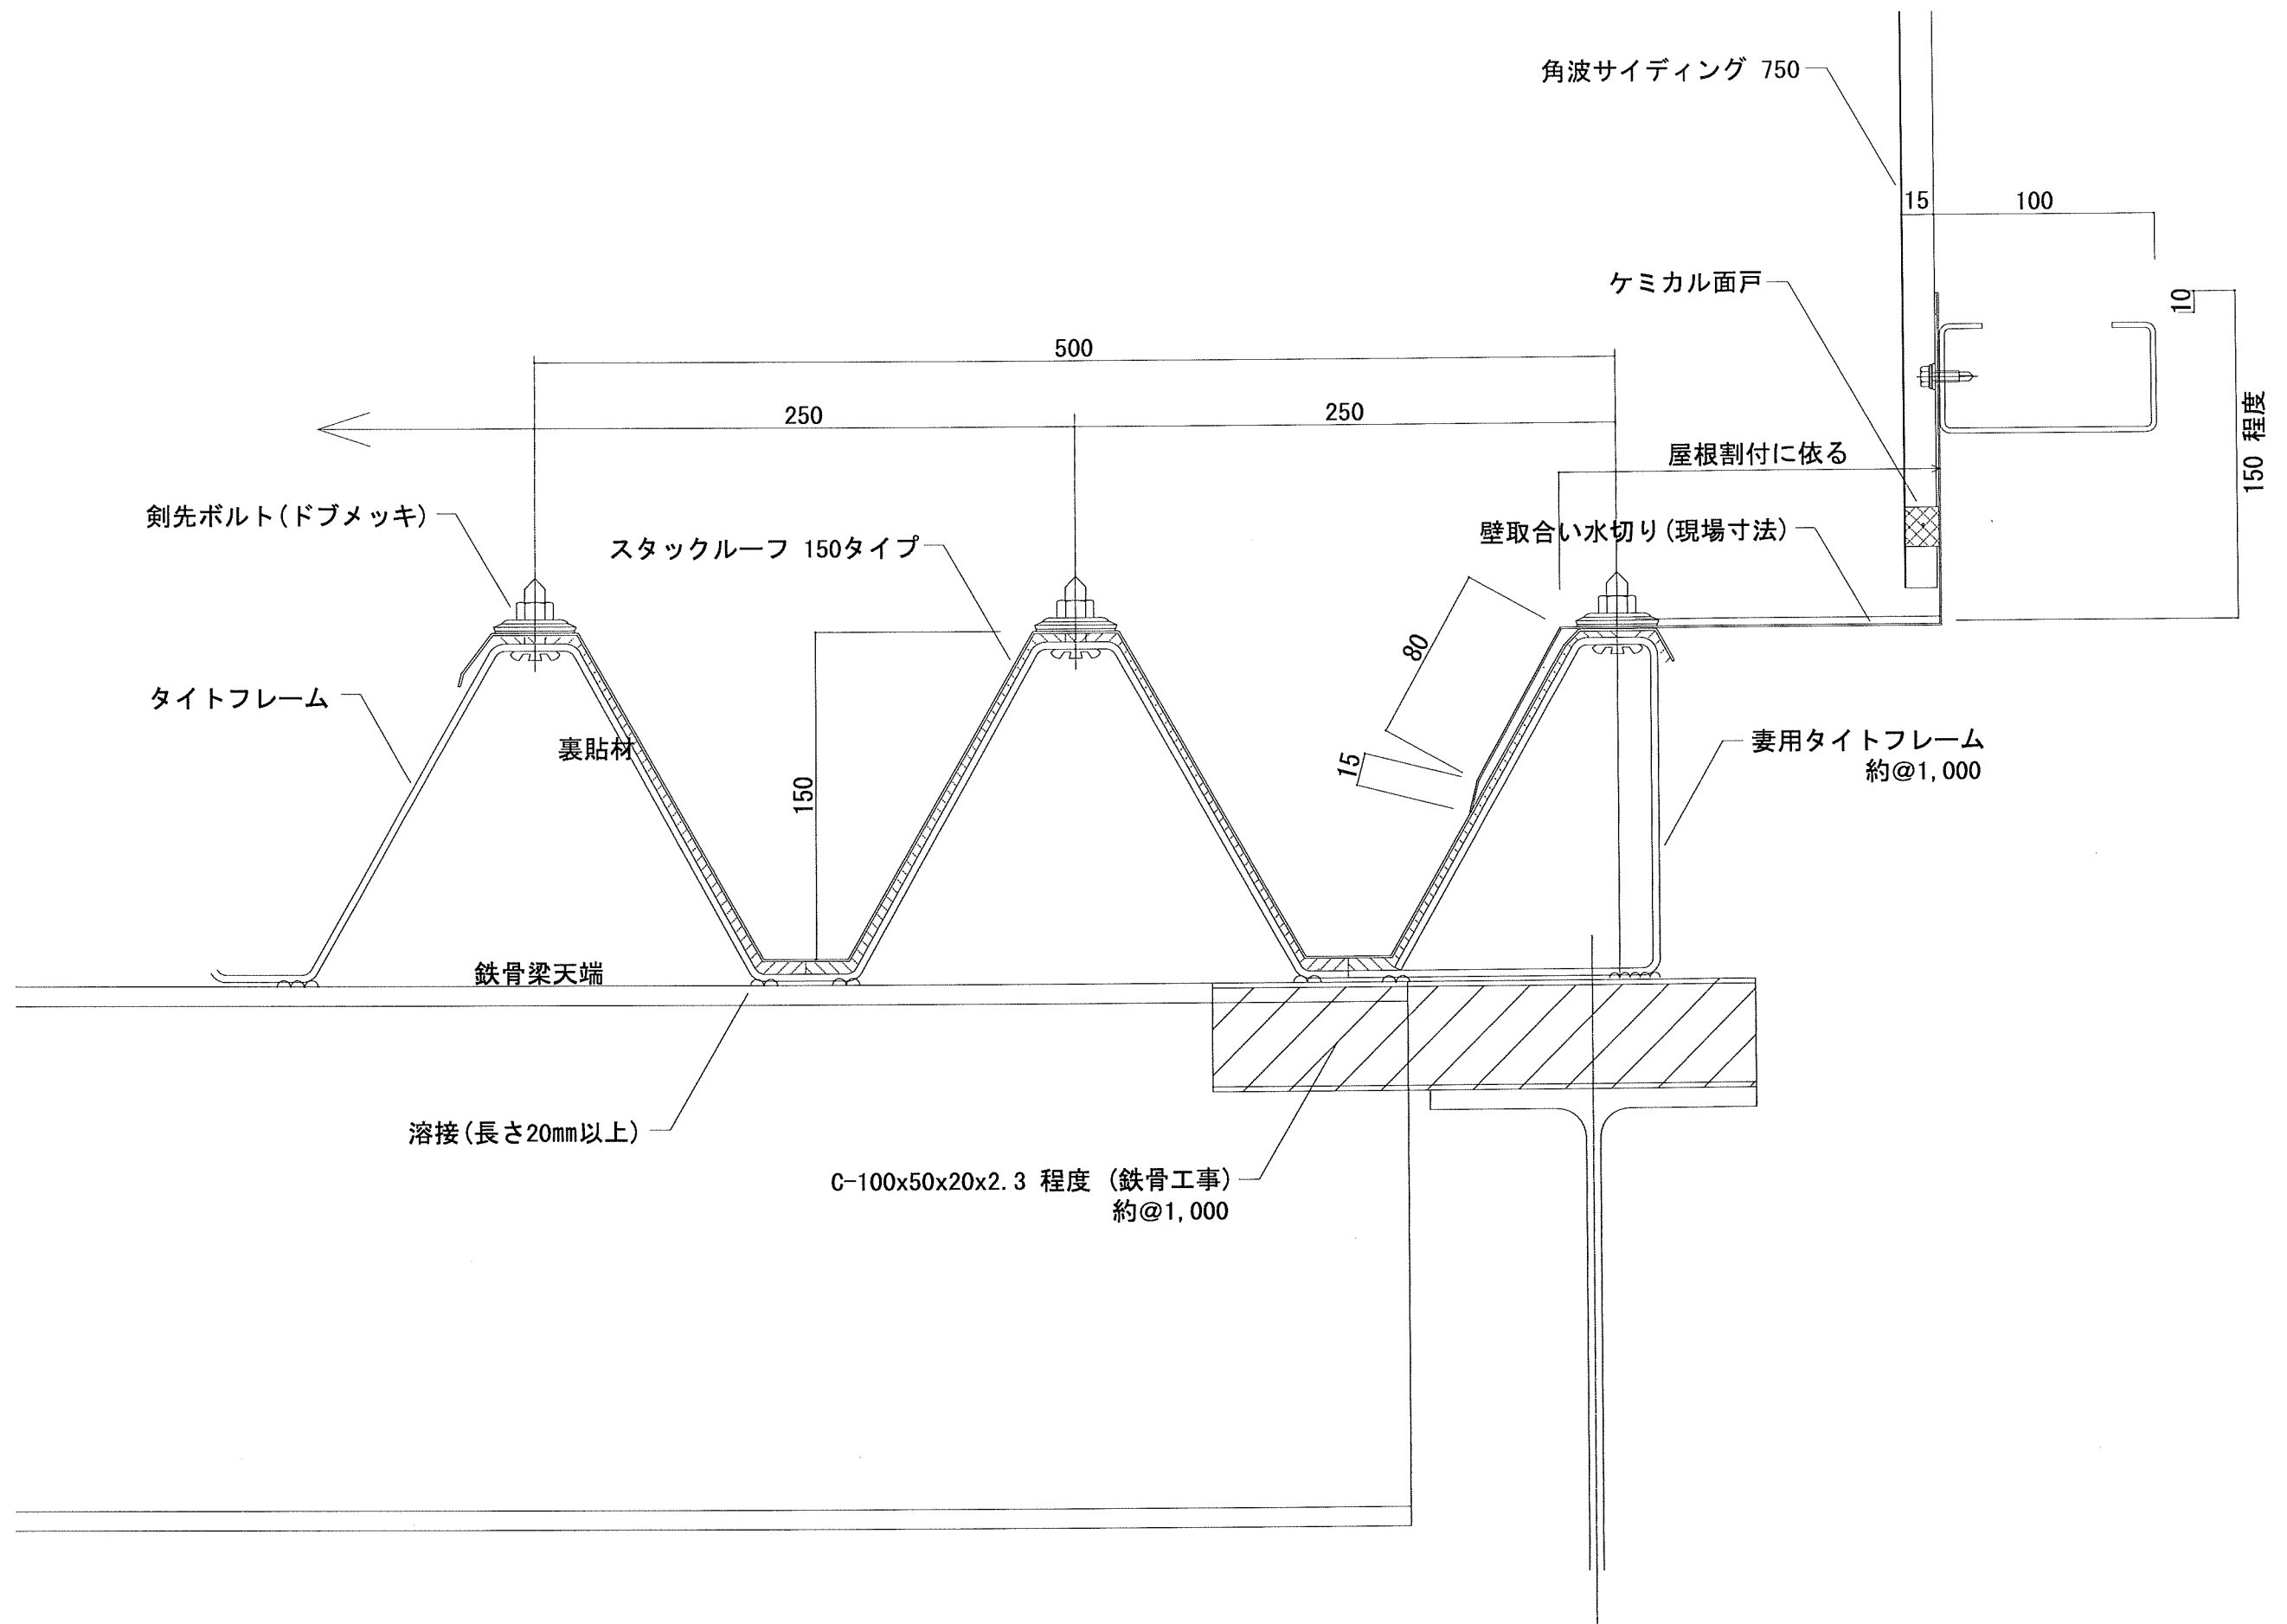 角波サイディング 750
15
100
ケミカル面戸
10
500
250
250
150 程度
屋根割付に依る
剣先ボルト(ドブメッキ)
スタックルーフ 150タイプ
壁取合い水切り(現場寸法)
80
タイトフレーム
裏貼材
150
15
妻用タイトフレーム
約@1,000
鉄骨梁天端
溶接(長さ20mm以上)
C-100x50x20x2.3 程度 (鉄骨工事)
約@1,000